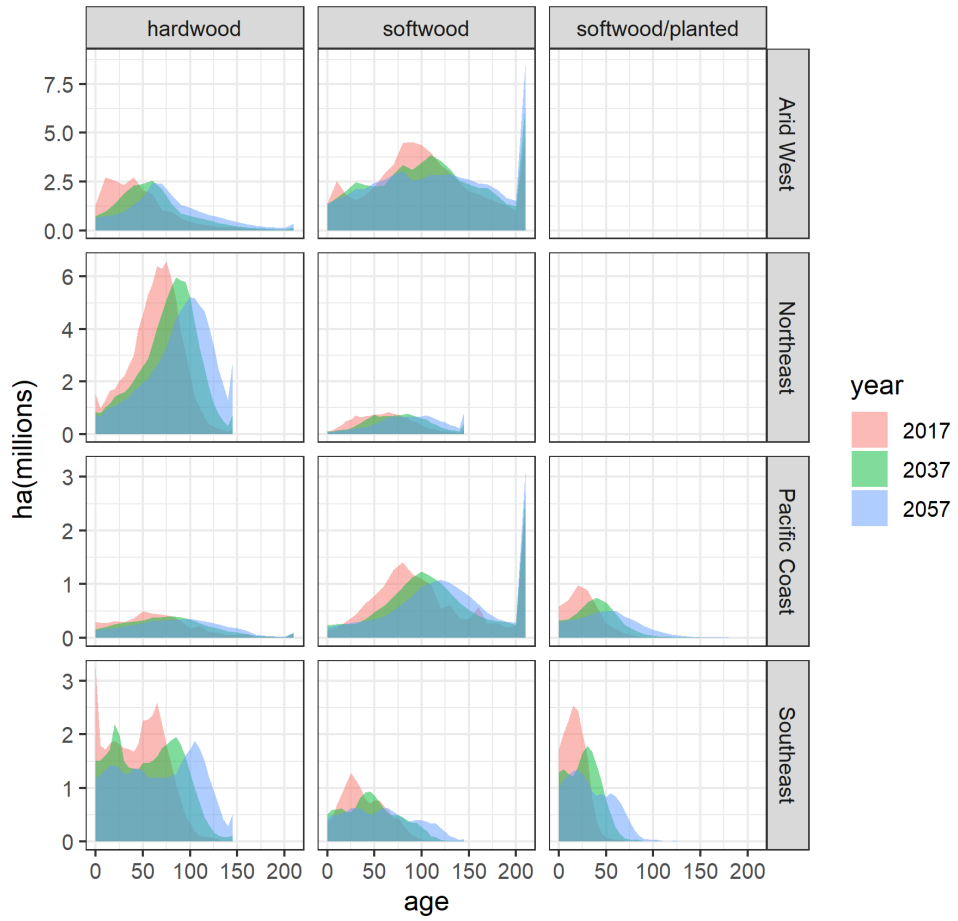 hardwood softwood softwood/planted
7.5
5.0
2.5
0.0
Arid West
6
4
2
0
Northeast
ha(millions)
3
2
1
0
Pacific Coast
3
2
1
0
Southeast
0 50 100 150 200 0 50 100 150 200 0 50 100 150 200
age
year
2017
2037
2057